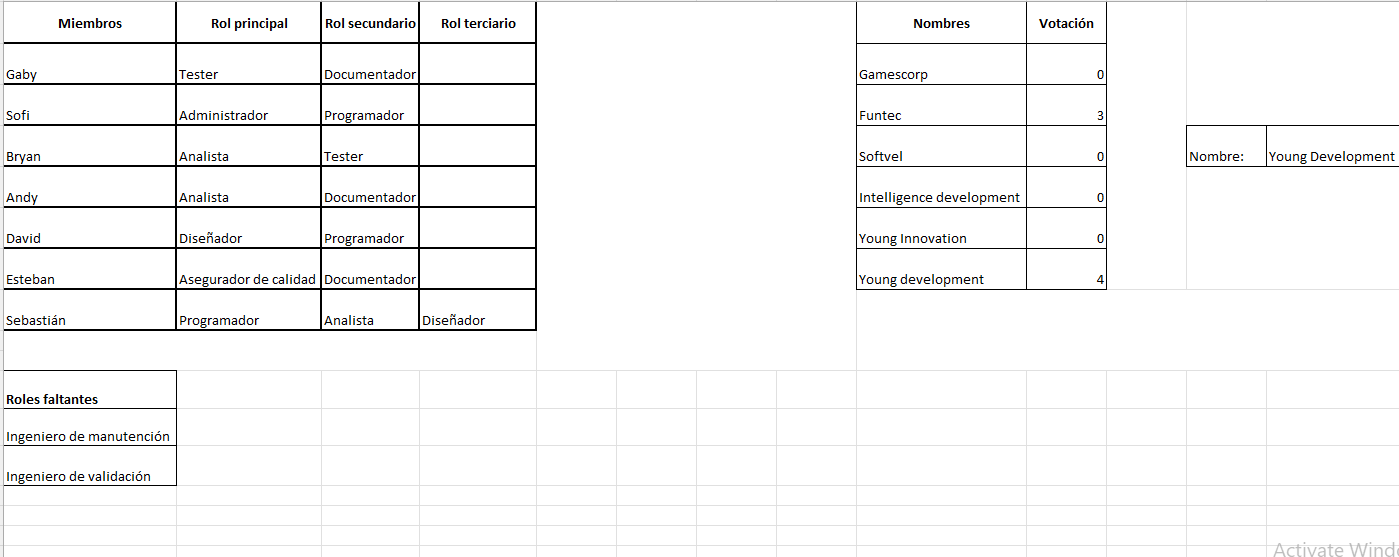 Miembros Rol principal Rol secundario Rol terciario
Gaby Tester Documentador
Sofi Administrador Programador
Bryan Analista Tester
Andy Analista Documentador
David Diseñador Programador
Esteban Asegurador de calidad Documentador
Sebastián Programador Analista Diseñador
Roles faltantes
Ingeniero de manutención
Ingeniero de validación
Nombres Votación
Gamescorp 0
Funtec 3
Softvel 0
Intelligence development 0
Young Innovation 0
Young development 4
Nombre: Young Development
Activate